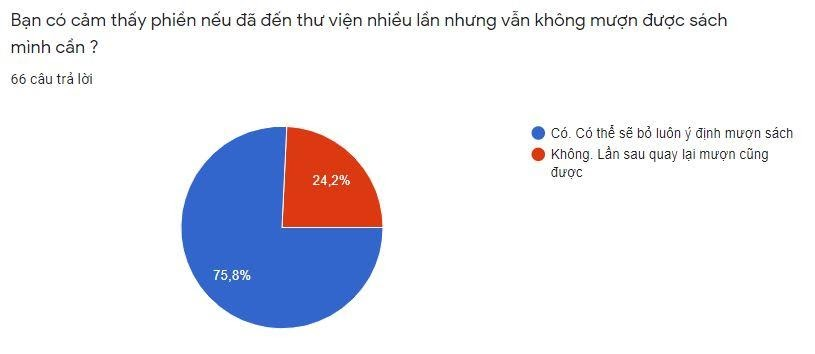 Bạn có cảm thấy phiền nếu đã đến thư viện nhiều lần nhưng vẫn không mượn được sách
mình cần ?
66 câu trả lời
Có. Có thể sẽ bỏ luôn ý định mượn sách
Không. Lần sau quay lại mượn cũng
được
24,2%
75,8%